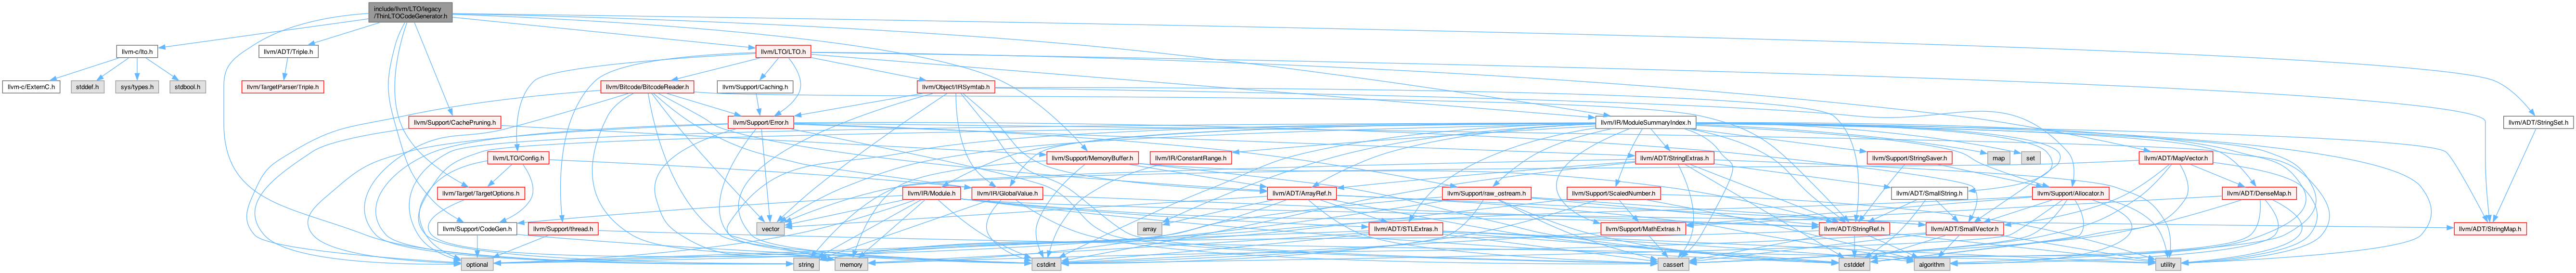 include/llvm/LTO/legacy
/ThinLTOCodeGenerator.h
llvm-c/lto.h
llvm/ADT/Triple.h
llvm/LTO/LTO.h
llvm-c/ExternC.h
stddef.h
sys/types.h
stdbool.h
llvm/TargetParser/Triple.h
llvm/Bitcode/BitcodeReader.h
llvm/Support/Caching.h
llvm/Object/IRSymtab.h
llvm/Support/CachePruning.h
llvm/Support/Error.h
llvm/IR/ModuleSummaryIndex.h
llvm/ADT/StringSet.h
llvm/LTO/Config.h
llvm/Support/MemoryBuffer.h
llvm/IR/ConstantRange.h
llvm/ADT/StringExtras.h
llvm/Support/StringSaver.h
map
set
llvm/ADT/MapVector.h
llvm/Target/TargetOptions.h
llvm/IR/Module.h
llvm/IR/GlobalValue.h
llvm/ADT/ArrayRef.h
llvm/Support/raw_ostream.h
llvm/Support/ScaledNumber.h
llvm/ADT/SmallString.h
llvm/Support/Allocator.h
llvm/ADT/DenseMap.h
llvm/Support/CodeGen.h
llvm/Support/thread.h
vector
array
llvm/ADT/STLExtras.h
llvm/Support/MathExtras.h
llvm/ADT/StringRef.h
llvm/ADT/SmallVector.h
llvm/ADT/StringMap.h
optional
string
memory
cstdint
cassert
cstddef
algorithm
utility